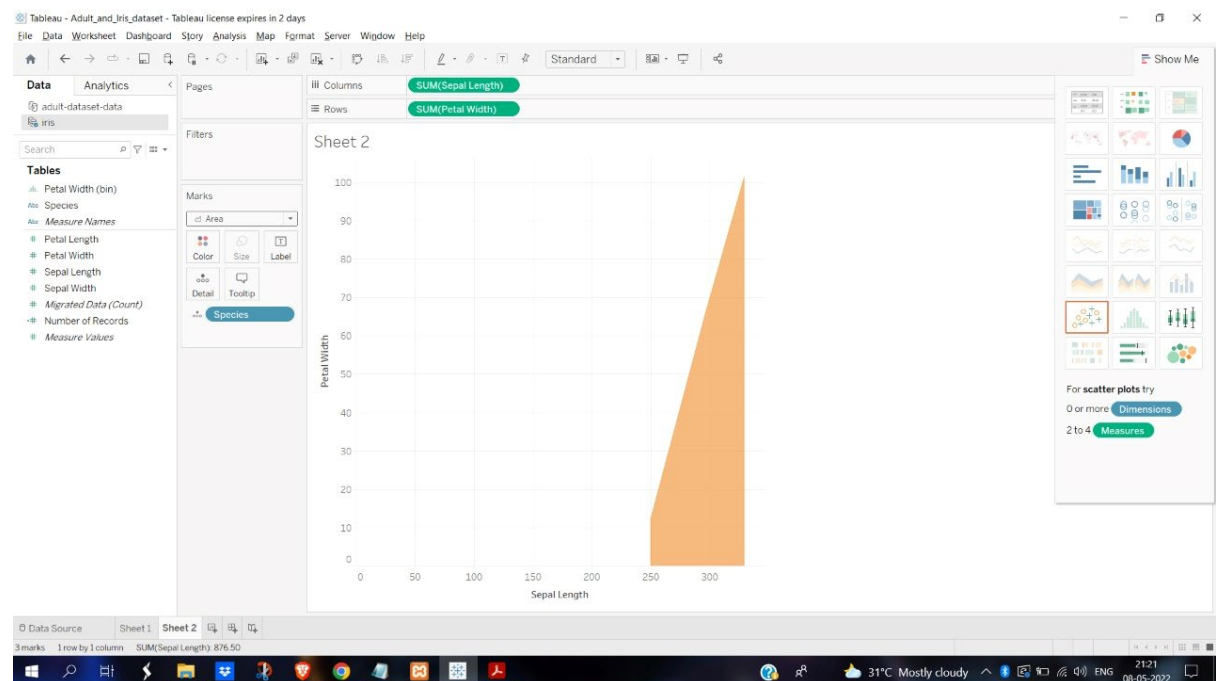 Tableau - Adult_and_Iris_dataset - Tableau license expires in 2 days
File Data Worksheet Dashboard Story Analysis Map Format Server Window Help
Standard
Show Me
Data Analytics
adult-dataset-data
iris
Search
Tables
Petal Width (bin)
Abc Species
Abc Measure Names
# Petal Length
# Petal Width
# Sepal Length
# Sepal Width
# Migrated Data (Count)
# Number of Records
# Measure Values
Pages
Filters
Marks
Area
Color Size Label
Detail Tooltip
Species
iii Columns SUM(Sepal Length)
Rows SUM(Petal Width)
Sheet 2
100
90
80
70
60
50
40
30
20
10
0
Petal Width
0 50 100 150 200 250 300
Sepal Length
For scatter plots try
0 or more Dimensions
2 to 4 Measures
Data Source Sheet 1 Sheet 2
3 marks 1 row by 1 column SUM(Sepal Length): 876.50
31°C Mostly cloudy ENG 21:21
08-05-2022